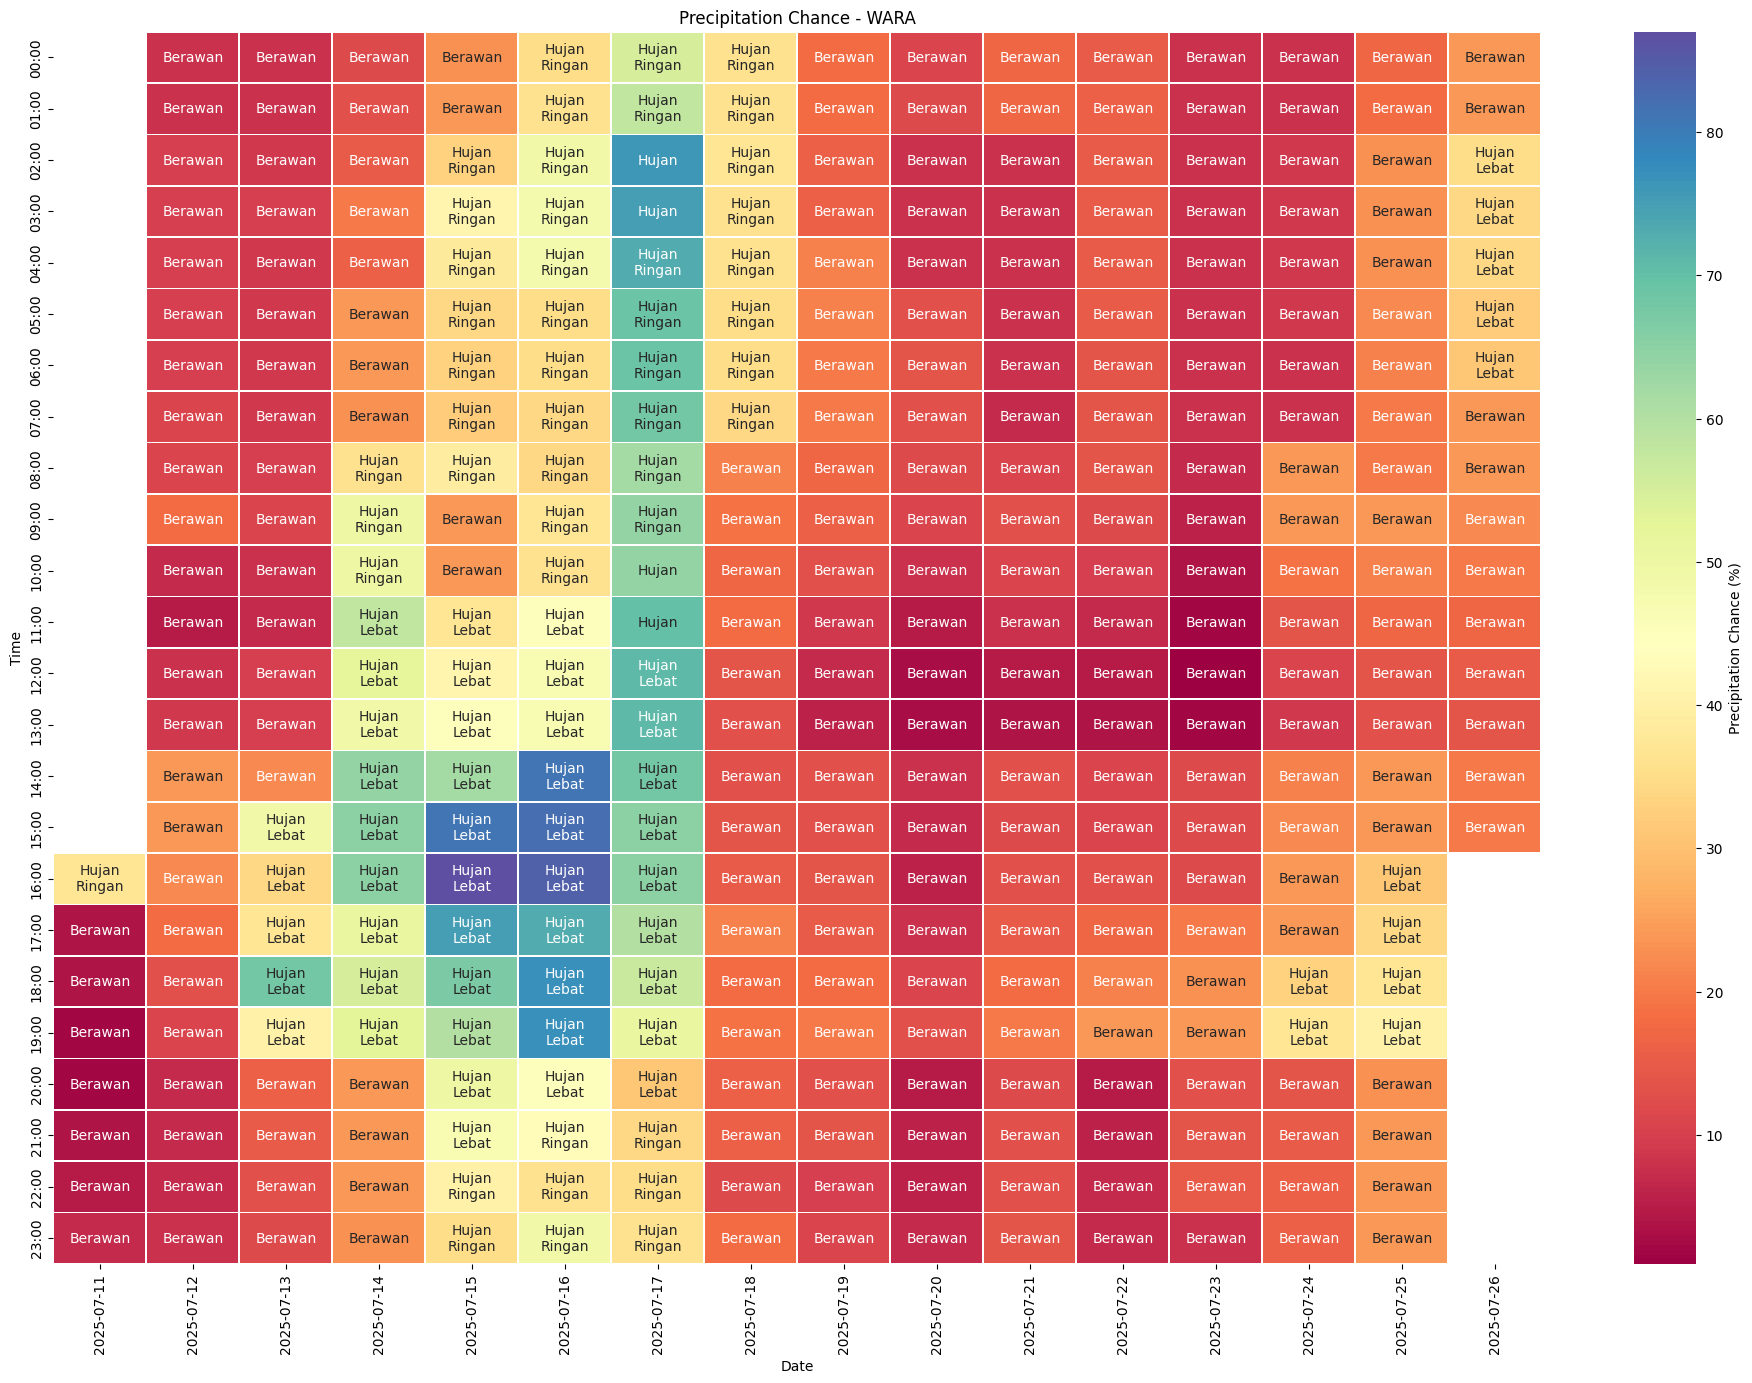 Precipitation Chance - WARA
00:00 Berawan Berawan Berawan Berawan Hujan Ringan Hujan Ringan Hujan Ringan Berawan Berawan Berawan Berawan Berawan Berawan Berawan Berawan
01:00 Berawan Berawan Berawan Berawan Hujan Ringan Hujan Ringan Hujan Ringan Berawan Berawan Berawan Berawan Berawan Berawan Berawan Berawan
02:00 Berawan Berawan Berawan Hujan Ringan Hujan Ringan Hujan Hujan Ringan Berawan Berawan Berawan Berawan Berawan Berawan Berawan Hujan Lebat
03:00 Berawan Berawan Berawan Hujan Ringan Hujan Ringan Hujan Hujan Ringan Berawan Berawan Berawan Berawan Berawan Berawan Berawan Hujan Lebat
04:00 Berawan Berawan Berawan Hujan Ringan Hujan Ringan Hujan Ringan Hujan Ringan Berawan Berawan Berawan Berawan Berawan Berawan Berawan Hujan Lebat
05:00 Berawan Berawan Berawan Hujan Ringan Hujan Ringan Hujan Ringan Hujan Ringan Berawan Berawan Berawan Berawan Berawan Berawan Berawan Hujan Lebat
06:00 Berawan Berawan Berawan Hujan Ringan Hujan Ringan Hujan Ringan Hujan Ringan Berawan Berawan Berawan Berawan Berawan Berawan Berawan Hujan Lebat
07:00 Berawan Berawan Berawan Hujan Ringan Hujan Ringan Hujan Ringan Hujan Ringan Berawan Berawan Berawan Berawan Berawan Berawan Berawan Berawan
08:00 Berawan Berawan Hujan Ringan Hujan Ringan Hujan Ringan Hujan Ringan Berawan Berawan Berawan Berawan Berawan Berawan Berawan Berawan Berawan
09:00 Berawan Berawan Hujan Ringan Berawan Hujan Ringan Hujan Ringan Berawan Berawan Berawan Berawan Berawan Berawan Berawan Berawan Berawan
10:00 Berawan Berawan Hujan Ringan Berawan Hujan Ringan Hujan Berawan Berawan Berawan Berawan Berawan Berawan Berawan Berawan Berawan
11:00 Berawan Berawan Hujan Lebat Hujan Lebat Hujan Lebat Hujan Berawan Berawan Berawan Berawan Berawan Berawan Berawan Berawan Berawan
12:00 Berawan Berawan Hujan Lebat Hujan Lebat Hujan Lebat Hujan Lebat Berawan Berawan Berawan Berawan Berawan Berawan Berawan Berawan Berawan
13:00 Berawan Berawan Hujan Lebat Hujan Lebat Hujan Lebat Hujan Lebat Berawan Berawan Berawan Berawan Berawan Berawan Berawan Berawan Berawan
14:00 Berawan Berawan Hujan Lebat Hujan Lebat Hujan Lebat Hujan Lebat Berawan Berawan Berawan Berawan Berawan Berawan Berawan Berawan Berawan
15:00 Berawan Hujan Lebat Hujan Lebat Hujan Lebat Hujan Lebat Hujan Lebat Berawan Berawan Berawan Berawan Berawan Berawan Berawan Berawan Berawan
16:00 Hujan Ringan Berawan Hujan Lebat Hujan Lebat Hujan Lebat Hujan Lebat Hujan Lebat Berawan Berawan Berawan Berawan Berawan Berawan Berawan Hujan Lebat
17:00 Berawan Berawan Hujan Lebat Hujan Lebat Hujan Lebat Hujan Lebat Hujan Lebat Berawan Berawan Berawan Berawan Berawan Berawan Berawan Hujan Lebat
18:00 Berawan Berawan Hujan Lebat Hujan Lebat Hujan Lebat Hujan Lebat Hujan Lebat Berawan Berawan Berawan Berawan Berawan Berawan Hujan Lebat Hujan Lebat
19:00 Berawan Berawan Hujan Lebat Hujan Lebat Hujan Lebat Hujan Lebat Hujan Lebat Berawan Berawan Berawan Berawan Berawan Berawan Hujan Lebat Hujan Lebat
20:00 Berawan Berawan Berawan Berawan Hujan Lebat Hujan Lebat Hujan Lebat Berawan Berawan Berawan Berawan Berawan Berawan Berawan Berawan
21:00 Berawan Berawan Berawan Berawan Hujan Lebat Hujan Ringan Hujan Ringan Berawan Berawan Berawan Berawan Berawan Berawan Berawan Berawan
22:00 Berawan Berawan Berawan Berawan Hujan Ringan Hujan Ringan Hujan Ringan Berawan Berawan Berawan Berawan Berawan Berawan Berawan Berawan
23:00 Berawan Berawan Berawan Berawan Hujan Ringan Hujan Ringan Hujan Ringan Berawan Berawan Berawan Berawan Berawan Berawan Berawan Berawan
Time
2025-07-11 2025-07-12 2025-07-13 2025-07-14 2025-07-15 2025-07-16 2025-07-17 2025-07-18 2025-07-19 2025-07-20 2025-07-21 2025-07-22 2025-07-23 2025-07-24 2025-07-25 2025-07-26
Date
80
70
60
50
40
30
20
10
Precipitation Chance (%)